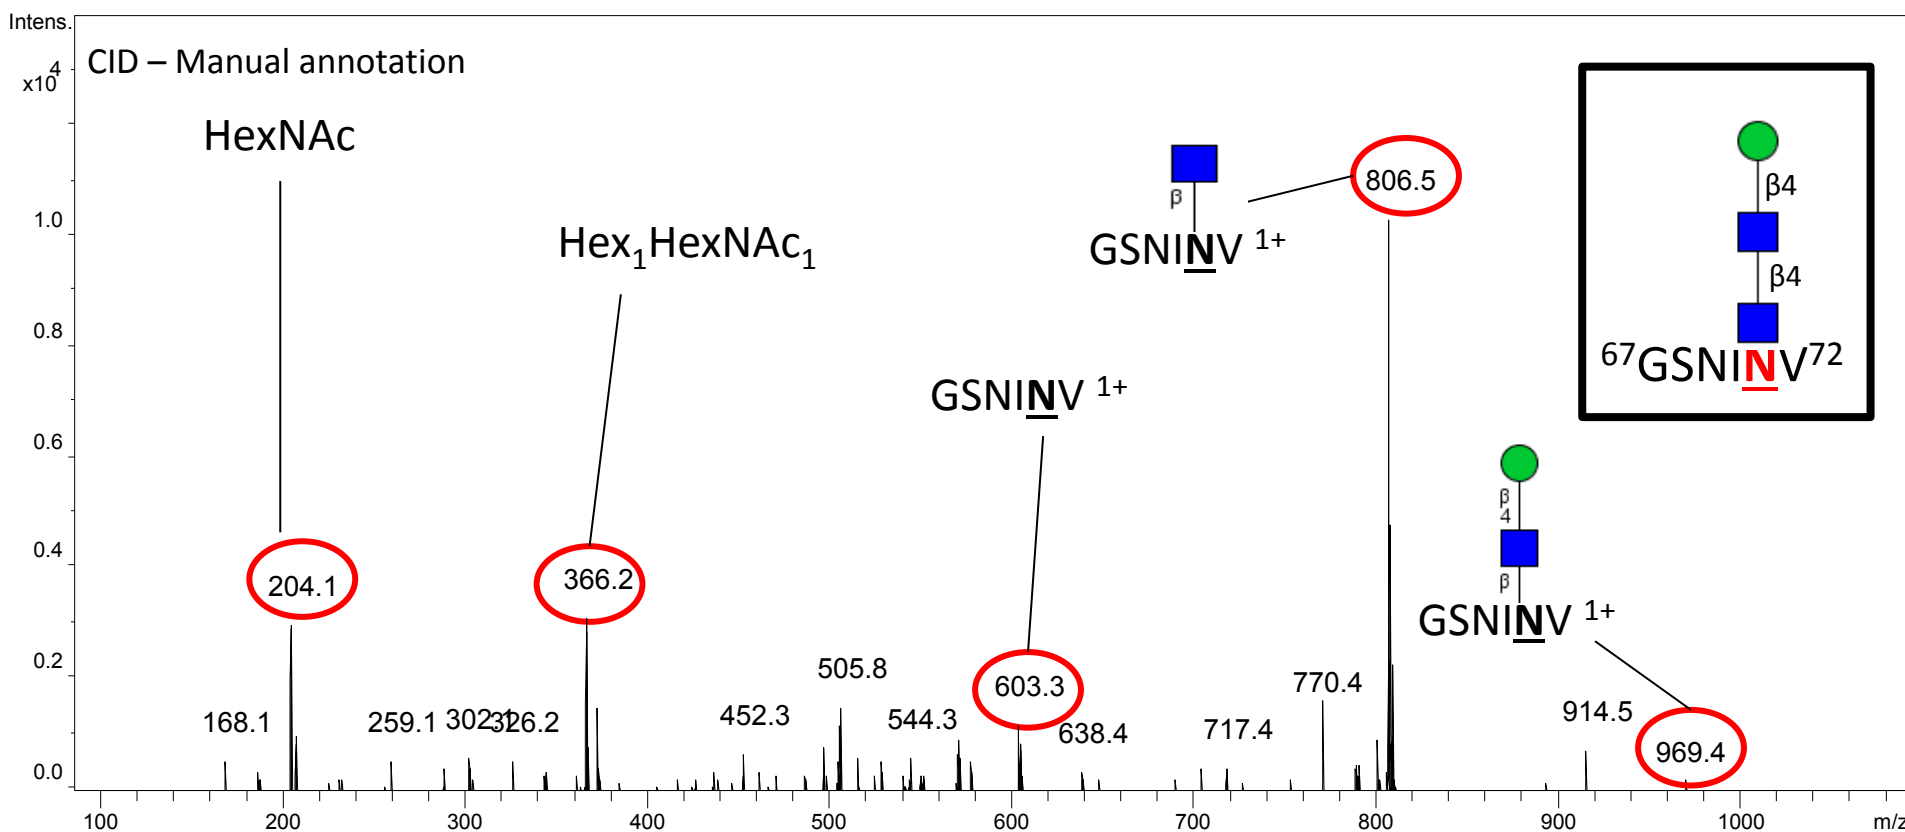 Intens.
x10⁴
CID – Manual annotation
HexNAc
Hex₁HexNAc₁
GSNINV ¹⁺
β
GSNINV ¹⁺
806.5
β4
β4
⁶⁷GSNINV⁷²
β
4
β
GSNINV ¹⁺
1.0
0.8
0.6
0.4
0.2
0.0
168.1
204.1
259.1
302.1
326.2
366.2
452.3
505.8
544.3
603.3
638.4
717.4
770.4
914.5
969.4
100 200 300 400 500 600 700 800 900 1000 m/z